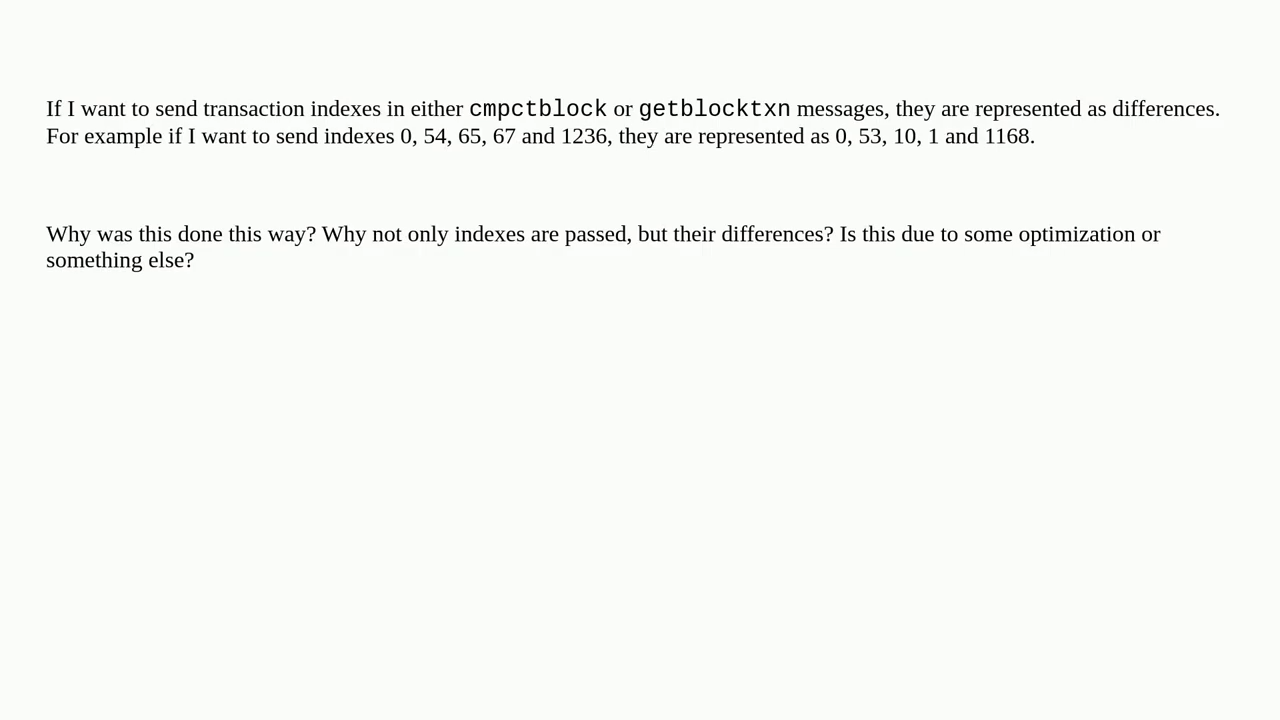 If I want to send transaction indexes in either cmpctblock or getblocktxn messages, they are represented as differences.
For example if I want to send indexes 0, 54, 65, 67 and 1236, they are represented as 0, 53, 10, 1 and 1168.
Why was this done this way? Why not only indexes are passed, but their differences? Is this due to some optimization or
something else?